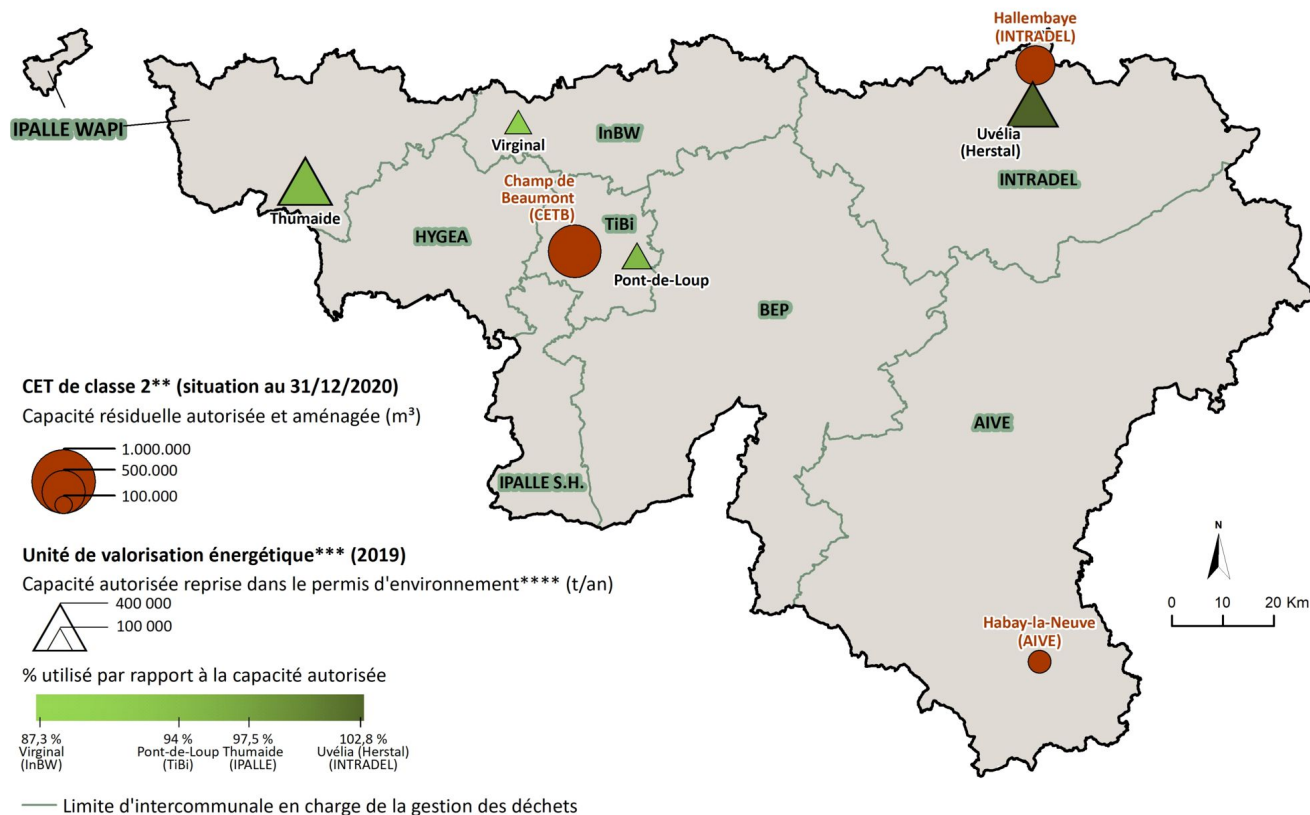 Hallembaye
(INTRADEL)
IPALLE WAPI
InBW
Virginal
Uvélia
(Herstal)
INTRADEL
Champ de
Beaumont
(CETB)
Thumaide
TiBi
HYGEA
Pont-de-Loup
BEP
CET de classe 2** (situation au 31/12/2020)
Capacité résiduelle autorisée et aménagée (m³)
1.000.000
500.000
100.000
AIVE
IPALLE S.H.
Unité de valorisation énergétique*** (2019)
Capacité autorisée reprise dans le permis d'environnement**** (t/an)
400 000
100 000
N
0 10 20 Km
Habay-la-Neuve
(AIVE)
% utilisé par rapport à la capacité autorisée
87,3 % 94 % 97,5 % 102,8 %
Virginal Pont-de-Loup Thumaide Uvélia (Herstal)
(InBW) (TiBi) (IPALLE) (INTRADEL)
Limite d'intercommunale en charge de la gestion des déchets